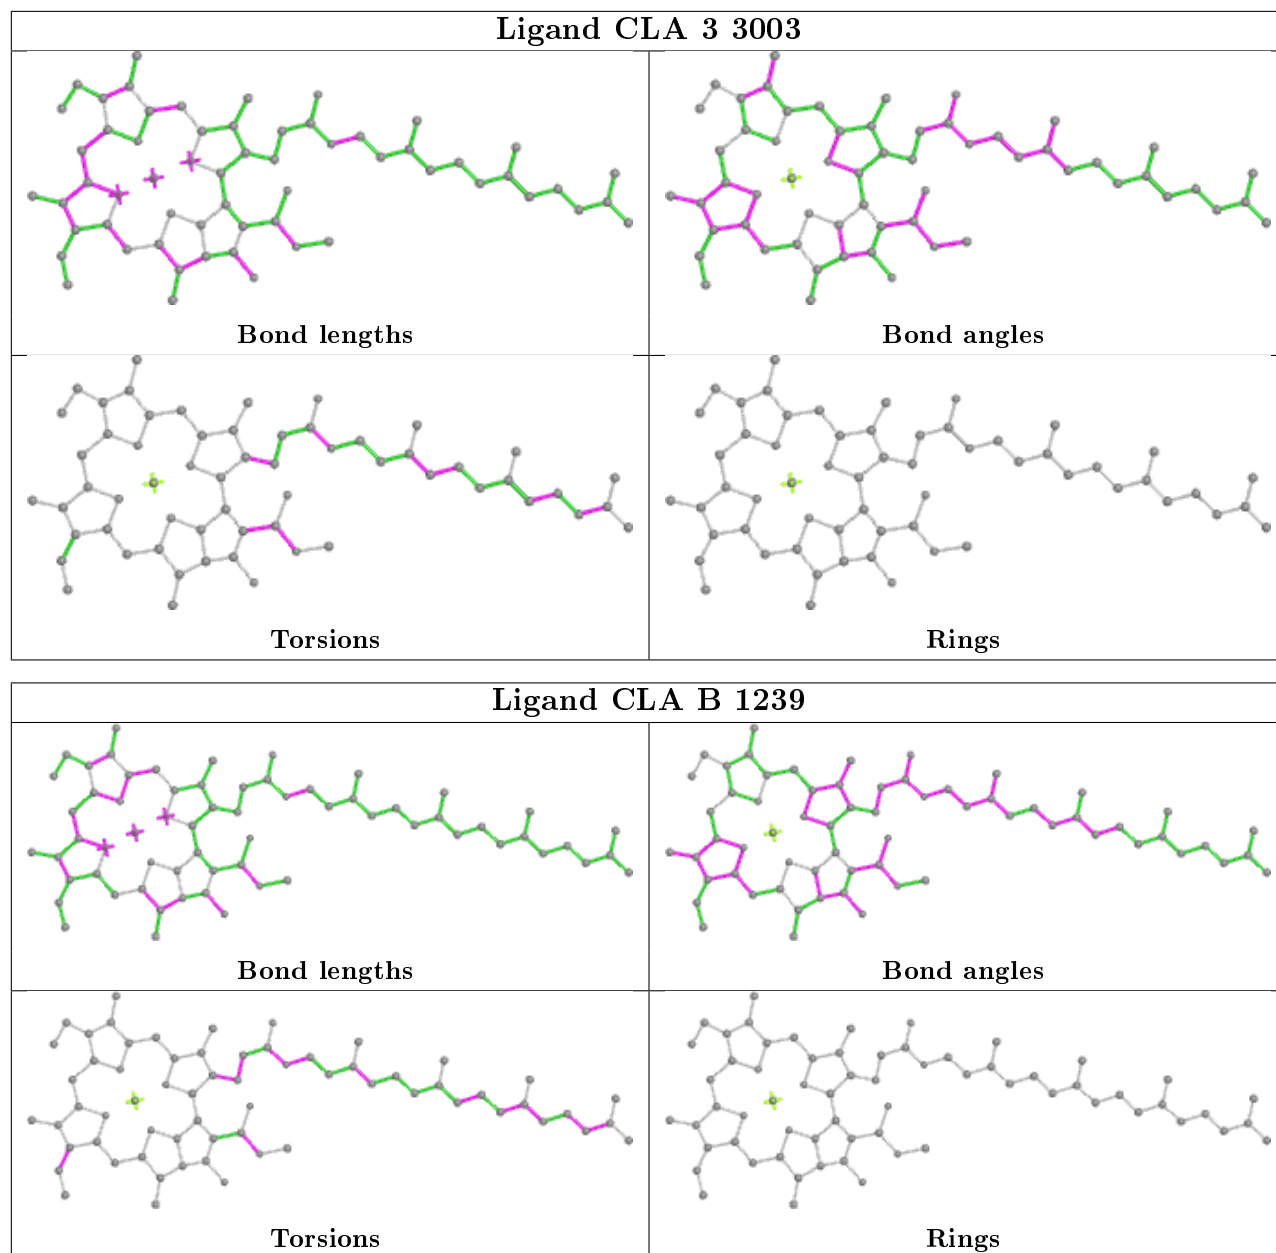 Ligand CLA 3 3003
Bond lengths
Bond angles
Torsions
Rings
Ligand CLA B 1239
Bond lengths
Bond angles
Torsions
Rings